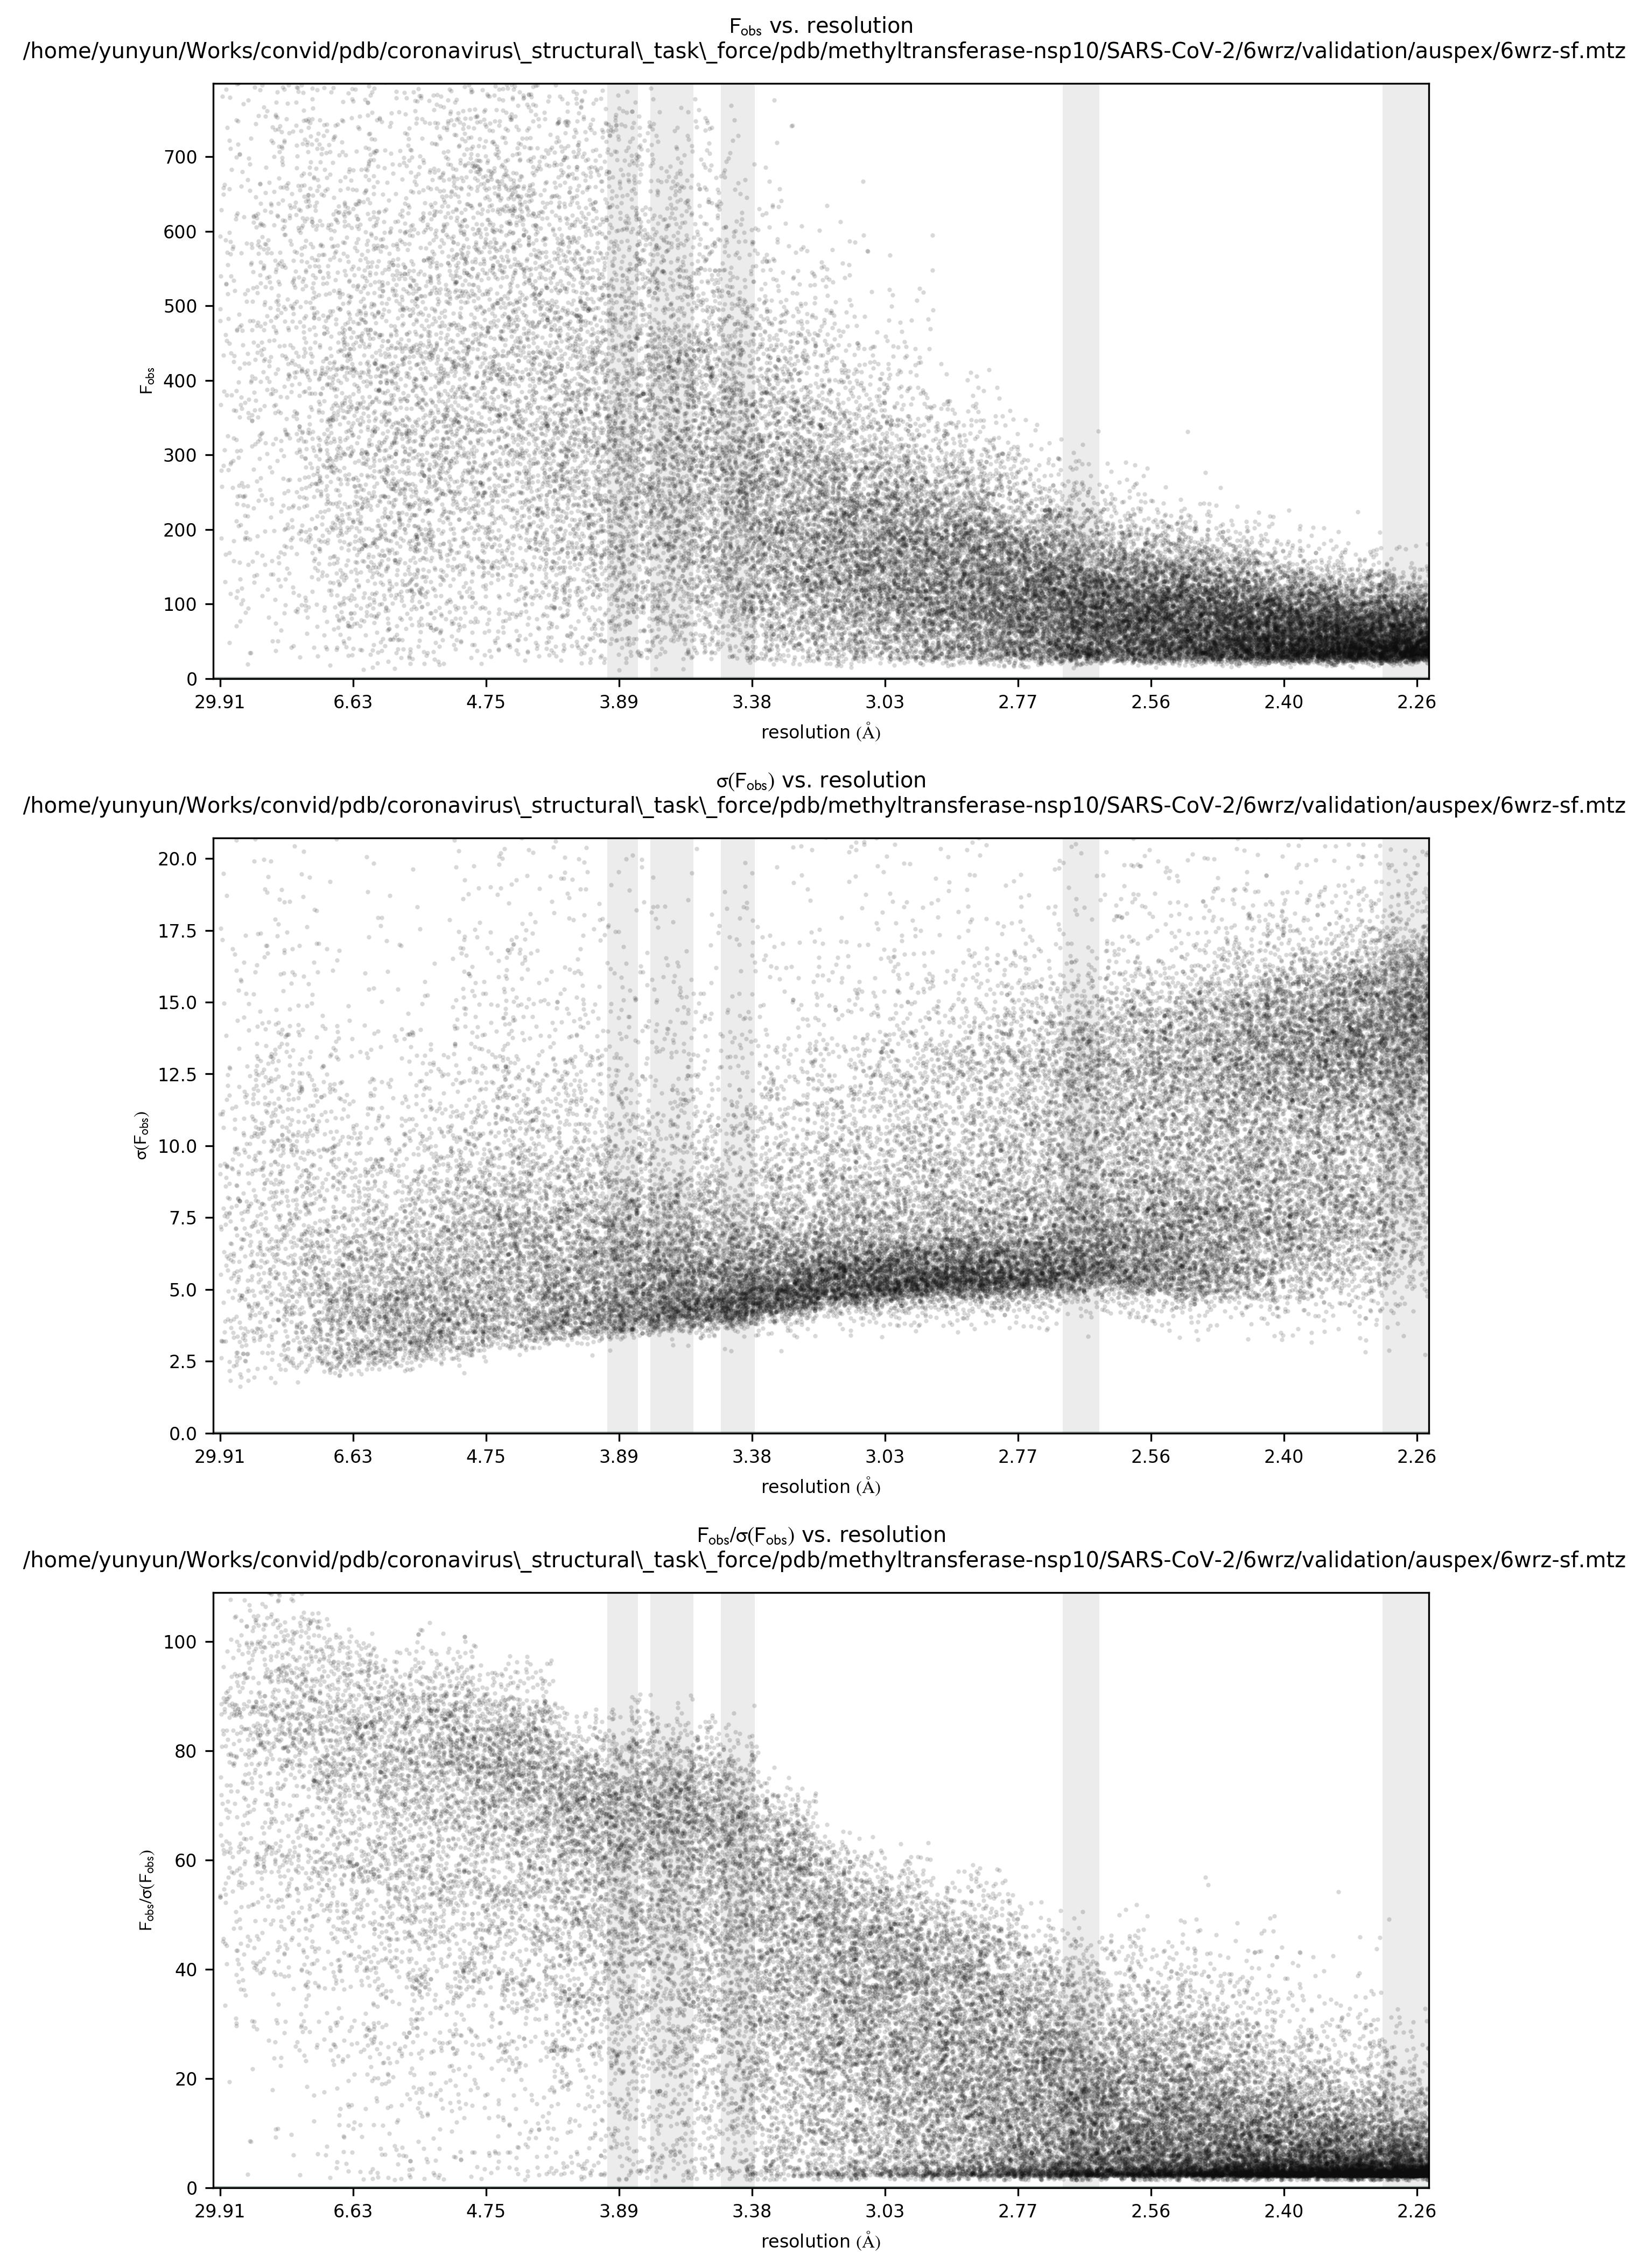 Fobs vs. resolution
/home/yunyun/Works/convid/pdb/coronavirus\_structural\_task\_force/pdb/methyltransferase-nsp10/SARS-CoV-2/6wrz/validation/auspex/6wrz-sf.mtz
700
600
500
400
300
200
100
0
Fobs
29.91 6.63 4.75 3.89 3.38 3.03 2.77 2.56 2.40 2.26
resolution (Å)
σ(Fobs) vs. resolution
/home/yunyun/Works/convid/pdb/coronavirus\_structural\_task\_force/pdb/methyltransferase-nsp10/SARS-CoV-2/6wrz/validation/auspex/6wrz-sf.mtz
20.0
17.5
15.0
12.5
10.0
7.5
5.0
2.5
0.0
σ(Fobs)
29.91 6.63 4.75 3.89 3.38 3.03 2.77 2.56 2.40 2.26
resolution (Å)
Fobs/σ(Fobs) vs. resolution
/home/yunyun/Works/convid/pdb/coronavirus\_structural\_task\_force/pdb/methyltransferase-nsp10/SARS-CoV-2/6wrz/validation/auspex/6wrz-sf.mtz
100
80
60
40
20
0
Fobs/σ(Fobs)
29.91 6.63 4.75 3.89 3.38 3.03 2.77 2.56 2.40 2.26
resolution (Å)